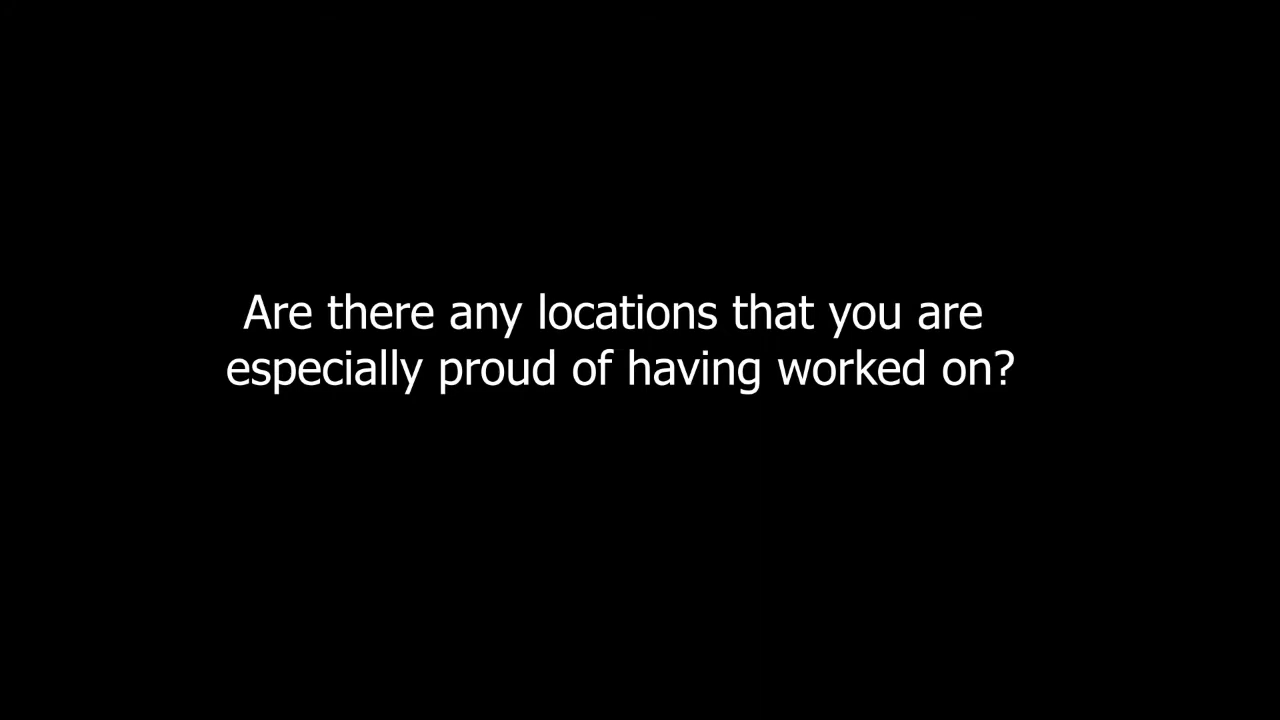 Are there any locations that you are
especially proud of having worked on?